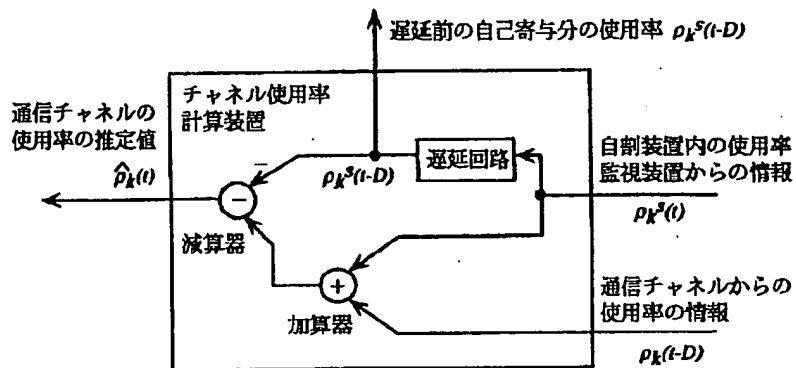 遅延前の自己寄与分の使用率 ρₖˢ(t-D)
チャネル使用率
計算装置
通信チャネルの
使用率の推定値
ρ̂ₖ(t)
−
減算器
−
ρₖˢ(t-D)
遅延回路
自割装置内の使用率
監視装置からの情報
ρₖˢ(t)
+
加算器
通信チャネルからの
使用率の情報
ρₖ(t-D)